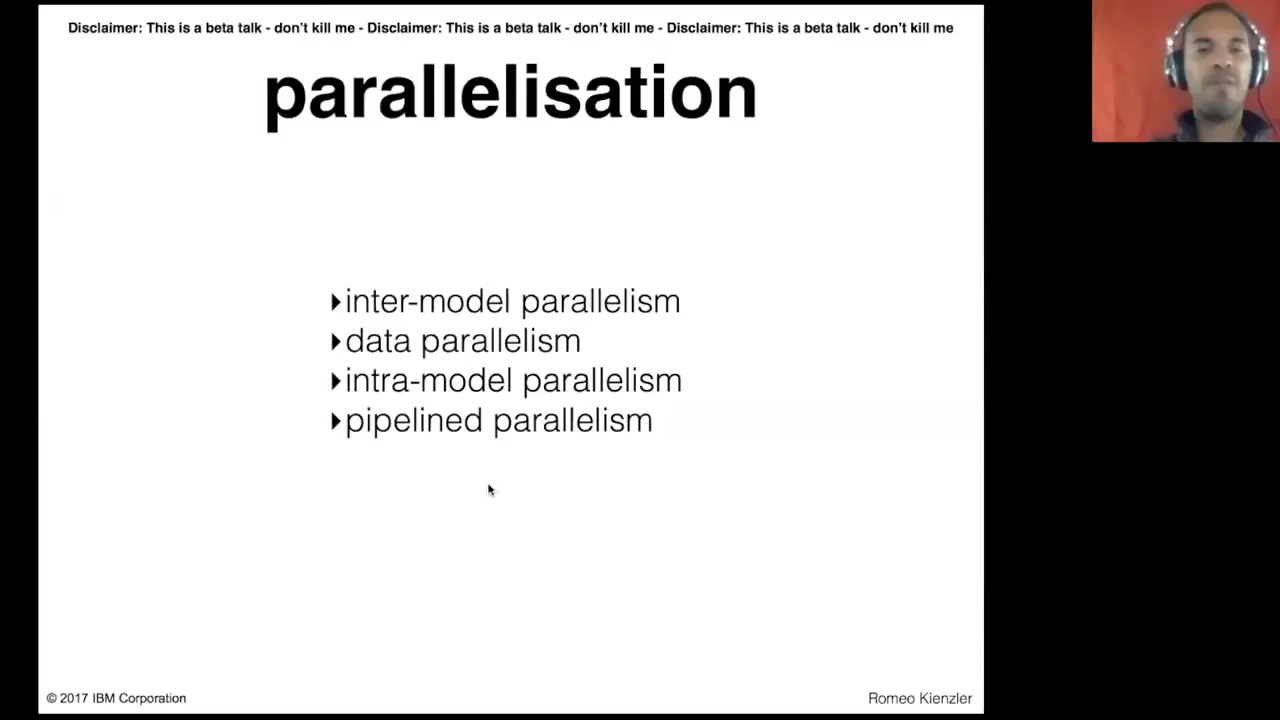 Disclaimer: This is a beta talk - don't kill me - Disclaimer: This is a beta talk - don't kill me - Disclaimer: This is a beta talk - don't kill me
parallelisation
▸inter-model parallelism
▸data parallelism
▸intra-model parallelism
▸pipelined parallelism
© 2017 IBM Corporation
Romeo Kienzler